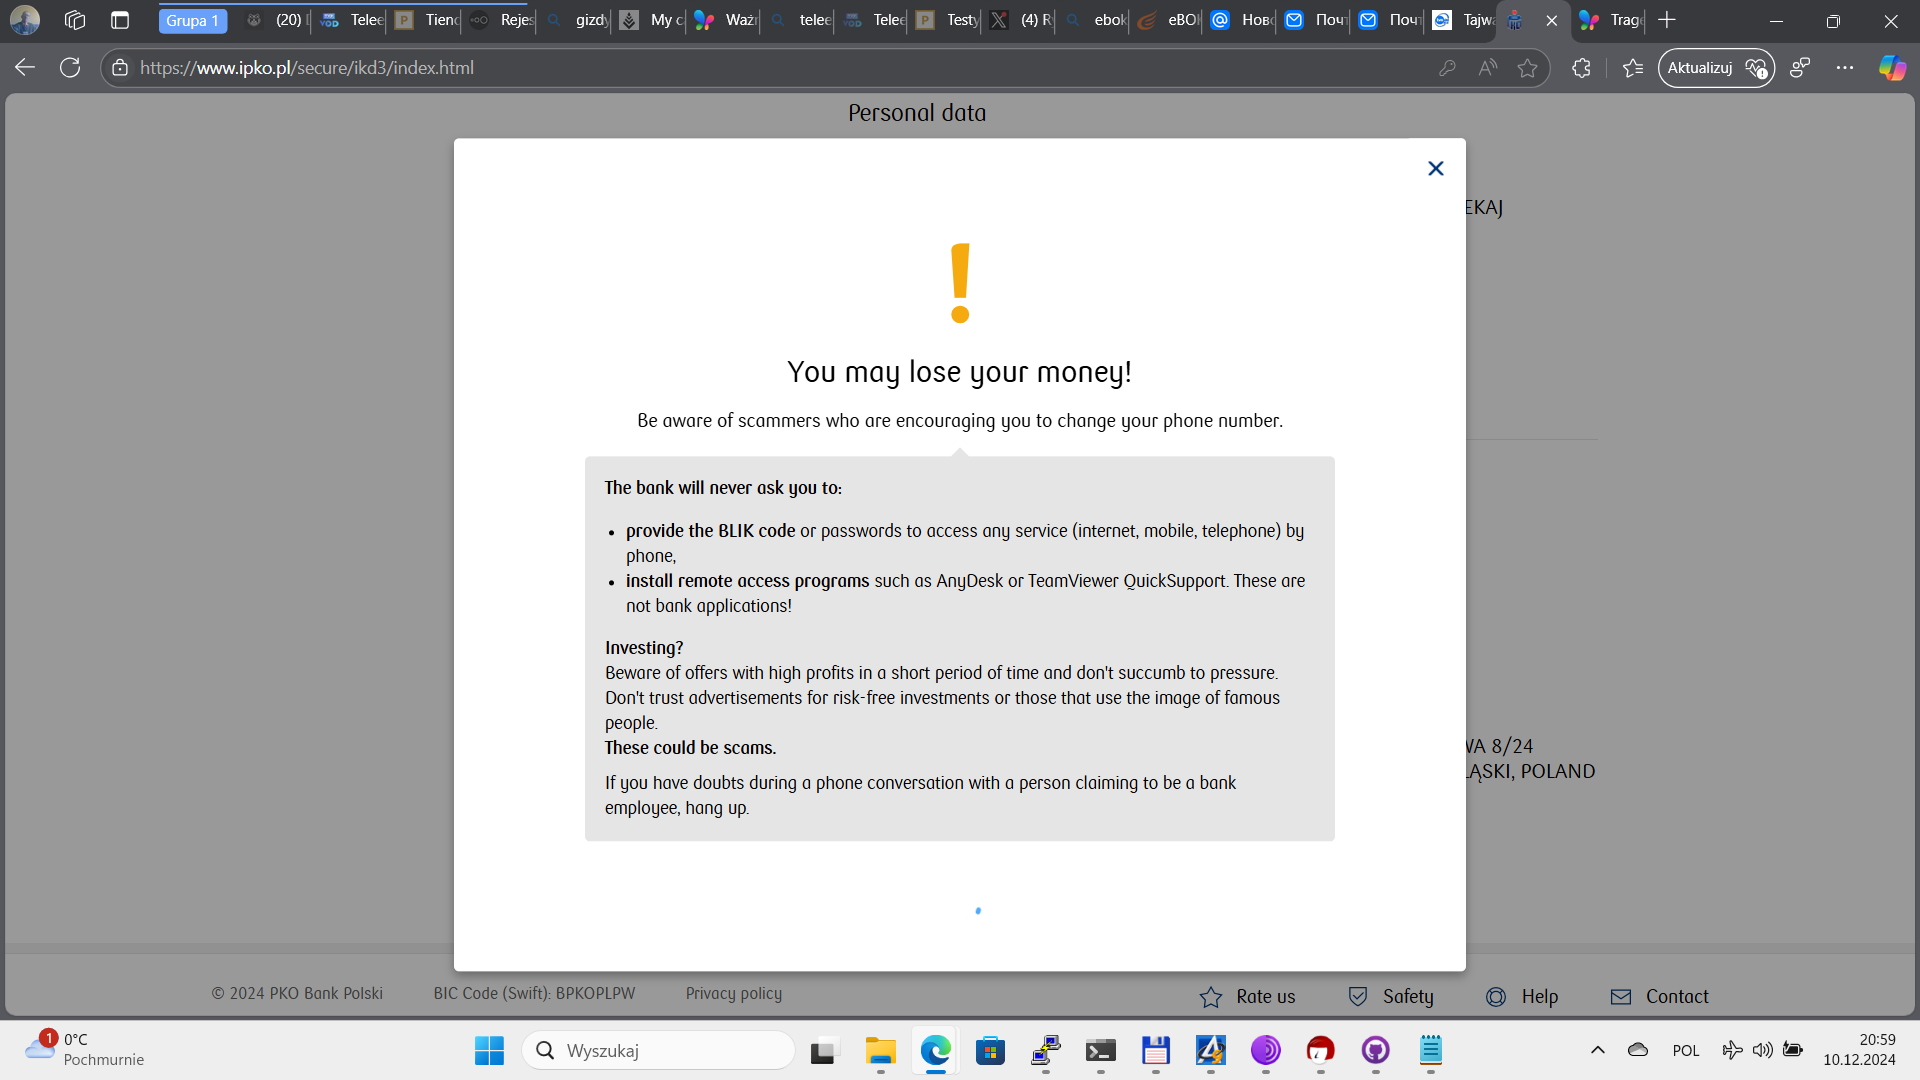 Grupa 1
(20)
Telee
Tiend
Rejes
gizdy
My c
Ważn
telee
Telee
Testy
(4) R
ebok
eBOK
Ново
Почт
Почт
Tajwa
Trage
https://www.ipko.pl/secure/ikd3/index.html
Aktualizuj
Personal data
EKAJ
You may lose your money!
Be aware of scammers who are encouraging you to change your phone number.
The bank will never ask you to:
• provide the BLIK code or passwords to access any service (internet, mobile, telephone) by
phone,
• install remote access programs such as AnyDesk or TeamViewer QuickSupport. These are
not bank applications!
Investing?
Beware of offers with high profits in a short period of time and don't succumb to pressure.
Don't trust advertisements for risk-free investments or those that use the image of famous
people.
These could be scams.
If you have doubts during a phone conversation with a person claiming to be a bank
employee, hang up.
WA 8/24
LĄSKI, POLAND
© 2024 PKO Bank Polski
BIC Code (Swift): BPKOPLPW
Privacy policy
Rate us
Safety
Help
Contact
1
0°C
Pochmurnie
Wyszukaj
POL
20:59
10.12.2024